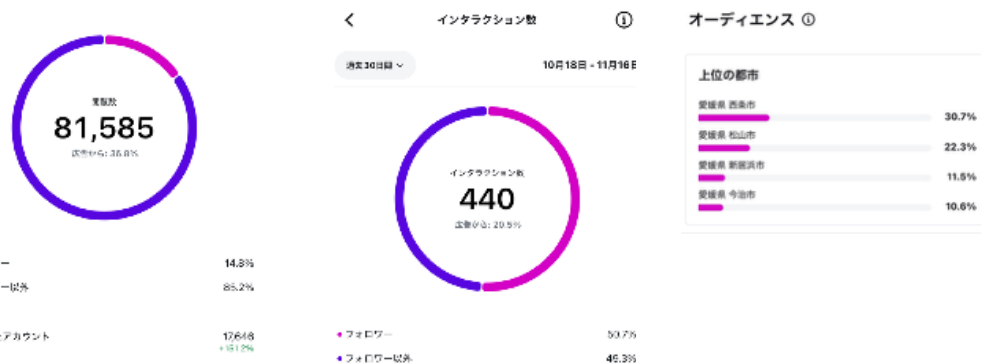 閲覧数
81,585
広告から: 36.8%
ー
14.8%
ー以外
85.2%
アカウント
17,646
インタラクション数
過去30日間
10月18日 - 11月16日
インタラクション数
440
広告から: 20.5%
フォロワー
50.7%
フォロワー以外
49.3%
オーディエンス
上位の都市
愛媛県 西条市
30.7%
愛媛県 松山市
22.3%
愛媛県 新居浜市
11.5%
愛媛県 今治市
10.6%